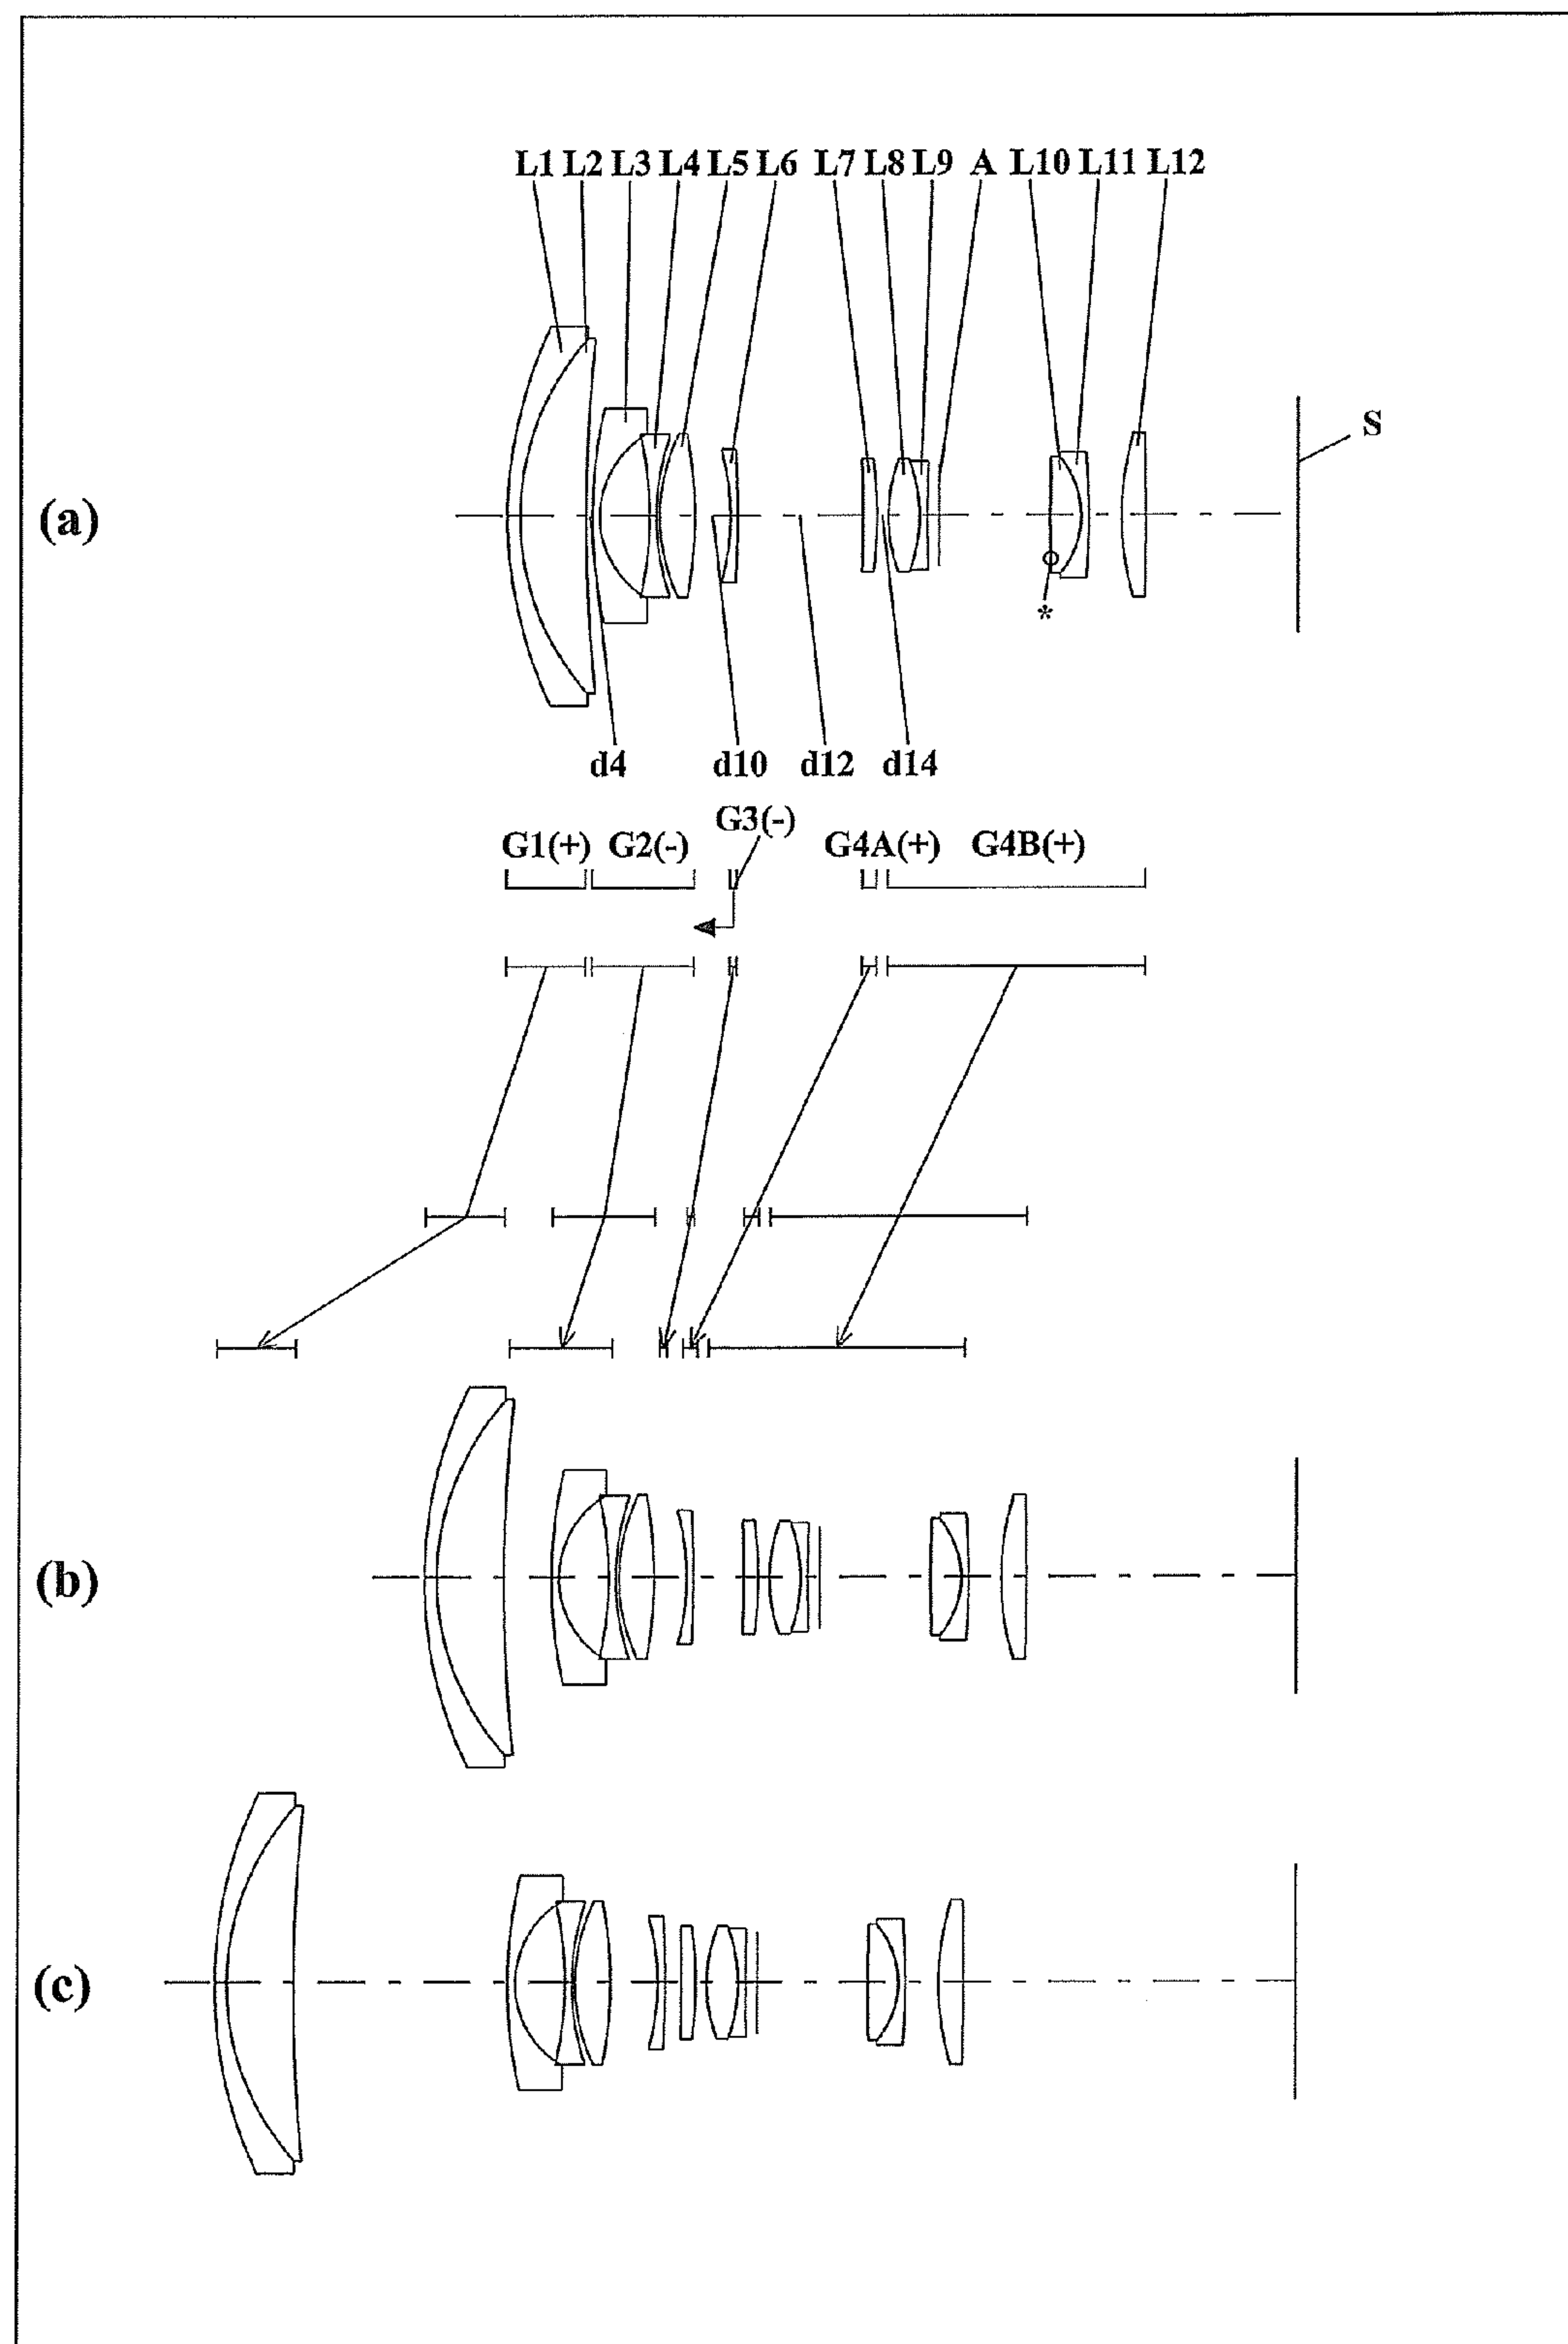 L1 L2 L3 L4 L5 L6 L7 L8 L9 A L10 L11 L12
S
(a)
*
d4 d10 d12 d14
G3(-)
G1(+) G2(-) G4A(+) G4B(+)
(b)
(c)